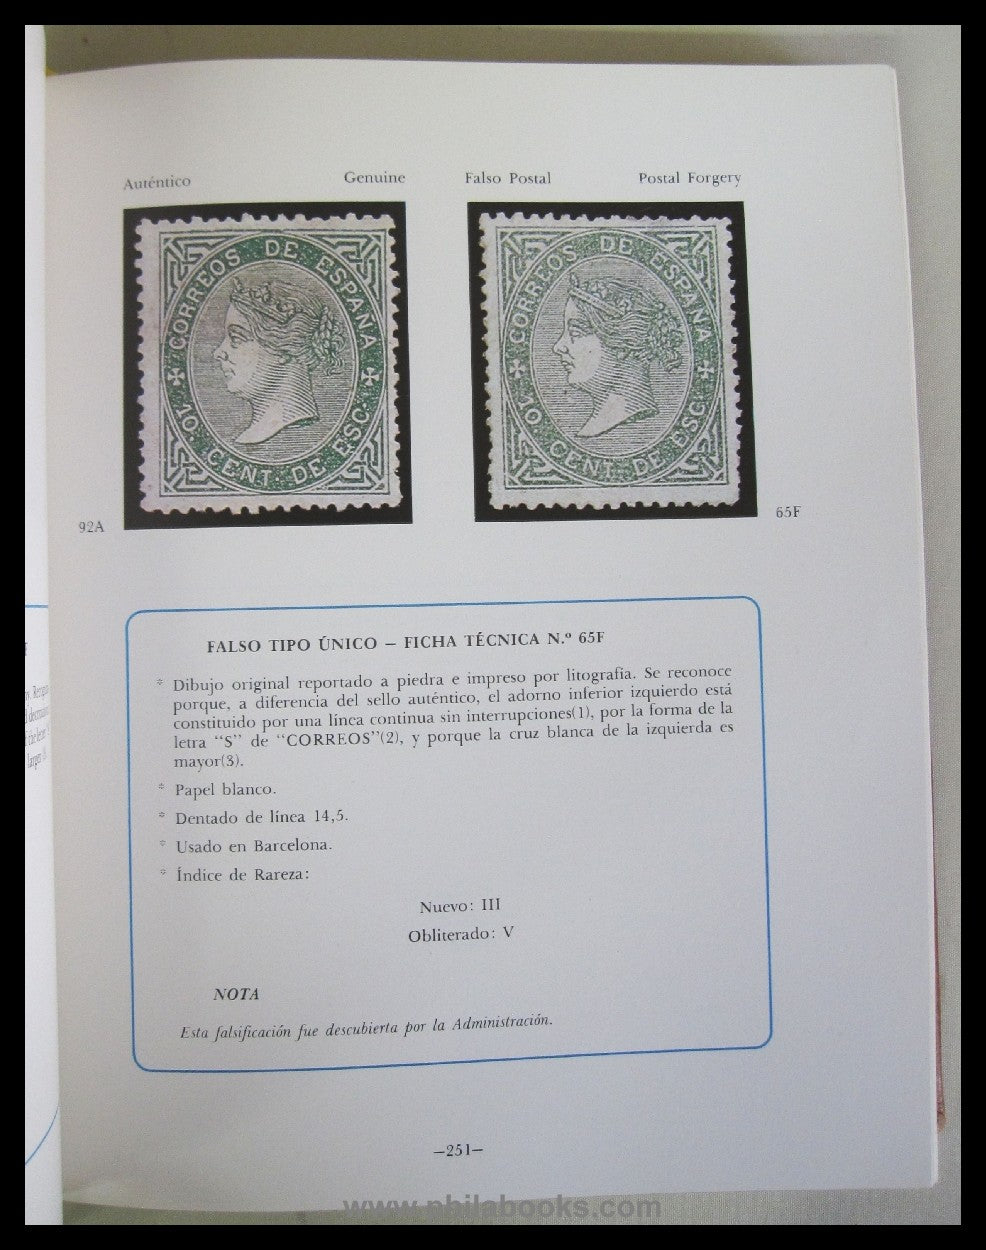 Auténtico Genuine Falso Postal Postal Forgery
CORREOS DE ESPAÑA
10. CENT. DE ESC.
CORREOS DE ESPAÑA
10 CENT. DE ESC.
92A
65F
FALSO TIPO ÚNICO – FICHA TÉCNICA N.º 65F
* Dibujo original reportado a piedra e impreso por litografía. Se reconoce
porque, a diferencia del sello auténtico, el adorno inferior izquierdo está
constituido por una línea continua sin interrupciones(1), por la forma de la
letra “S” de “CORREOS”(2), y porque la cruz blanca de la izquierda es
mayor(3).
* Papel blanco.
* Dentado de línea 14,5.
* Usado en Barcelona.
* Índice de Rareza:
Nuevo: III
Obliterado: V
NOTA
Esta falsificación fue descubierta por la Administración.
—251—
www.philabooks.com